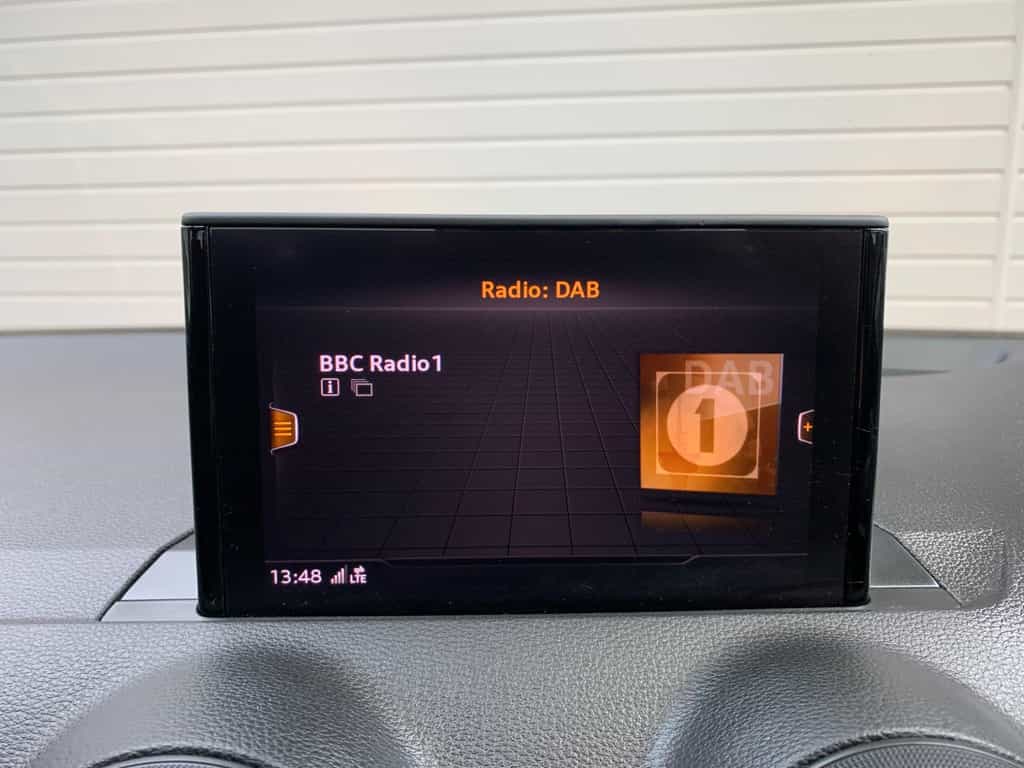 Radio: DAB
BBC Radio1
DAB
1
13:48 LTE